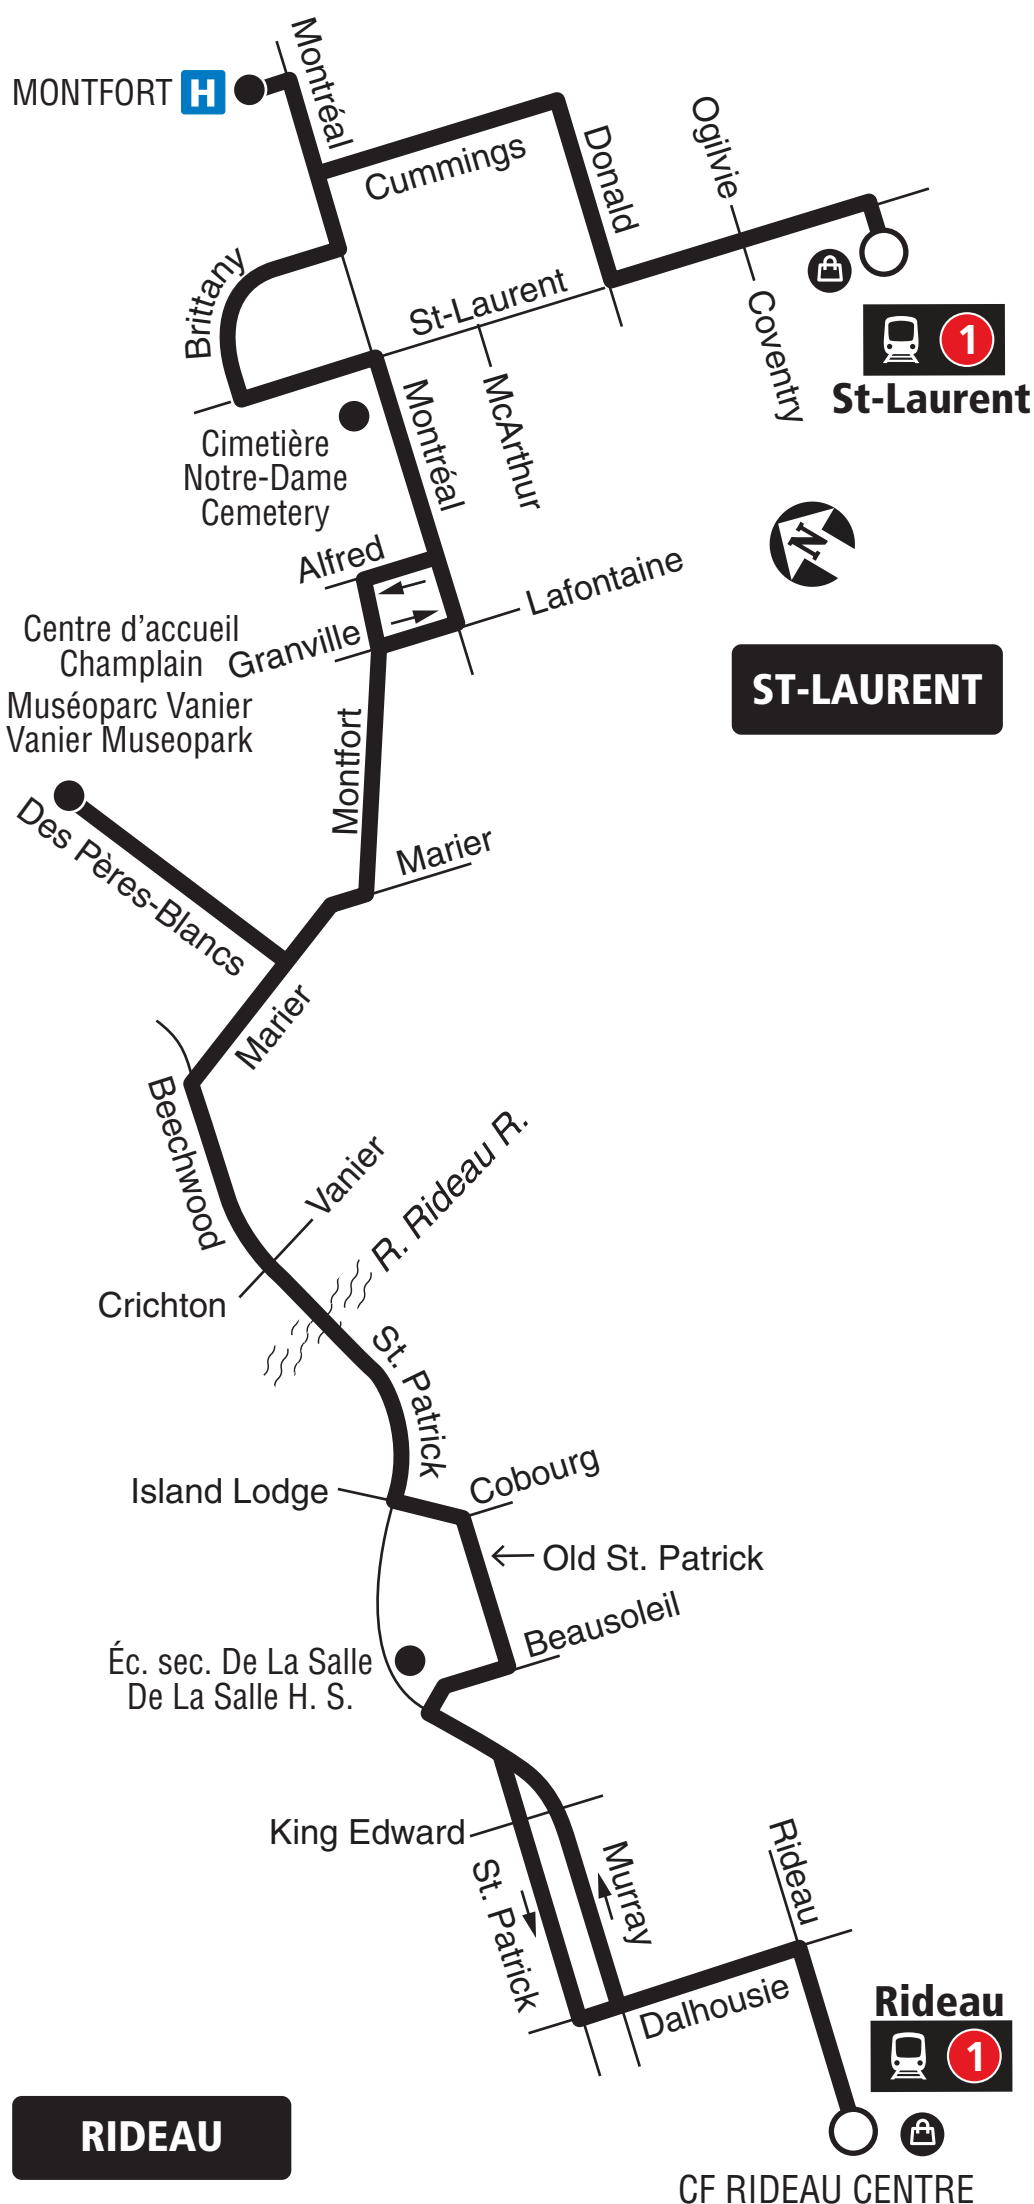 Montréal
MONTFORT H
Cummings
Donald
Ogilvie
Brittany
St-Laurent
Coventry
1
St-Laurent
Montréal
McArthur
Cimetière
Notre-Dame
Cemetery
N
Alfred
Lafontaine
Granville
Centre d'accueil
Champlain
Muséoparc Vanier
Vanier Museopark
ST-LAURENT
Montfort
Des Pères-Blancs
Marier
Marier
Beechwood
Vanier
R. Rideau R.
Crichton
St. Patrick
Island Lodge
Cobourg
Old St. Patrick
Beausoleil
Éc. sec. De La Salle
De La Salle H. S.
King Edward
St. Patrick
Murray
Rideau
Dalhousie
Rideau
1
RIDEAU
CF RIDEAU CENTRE